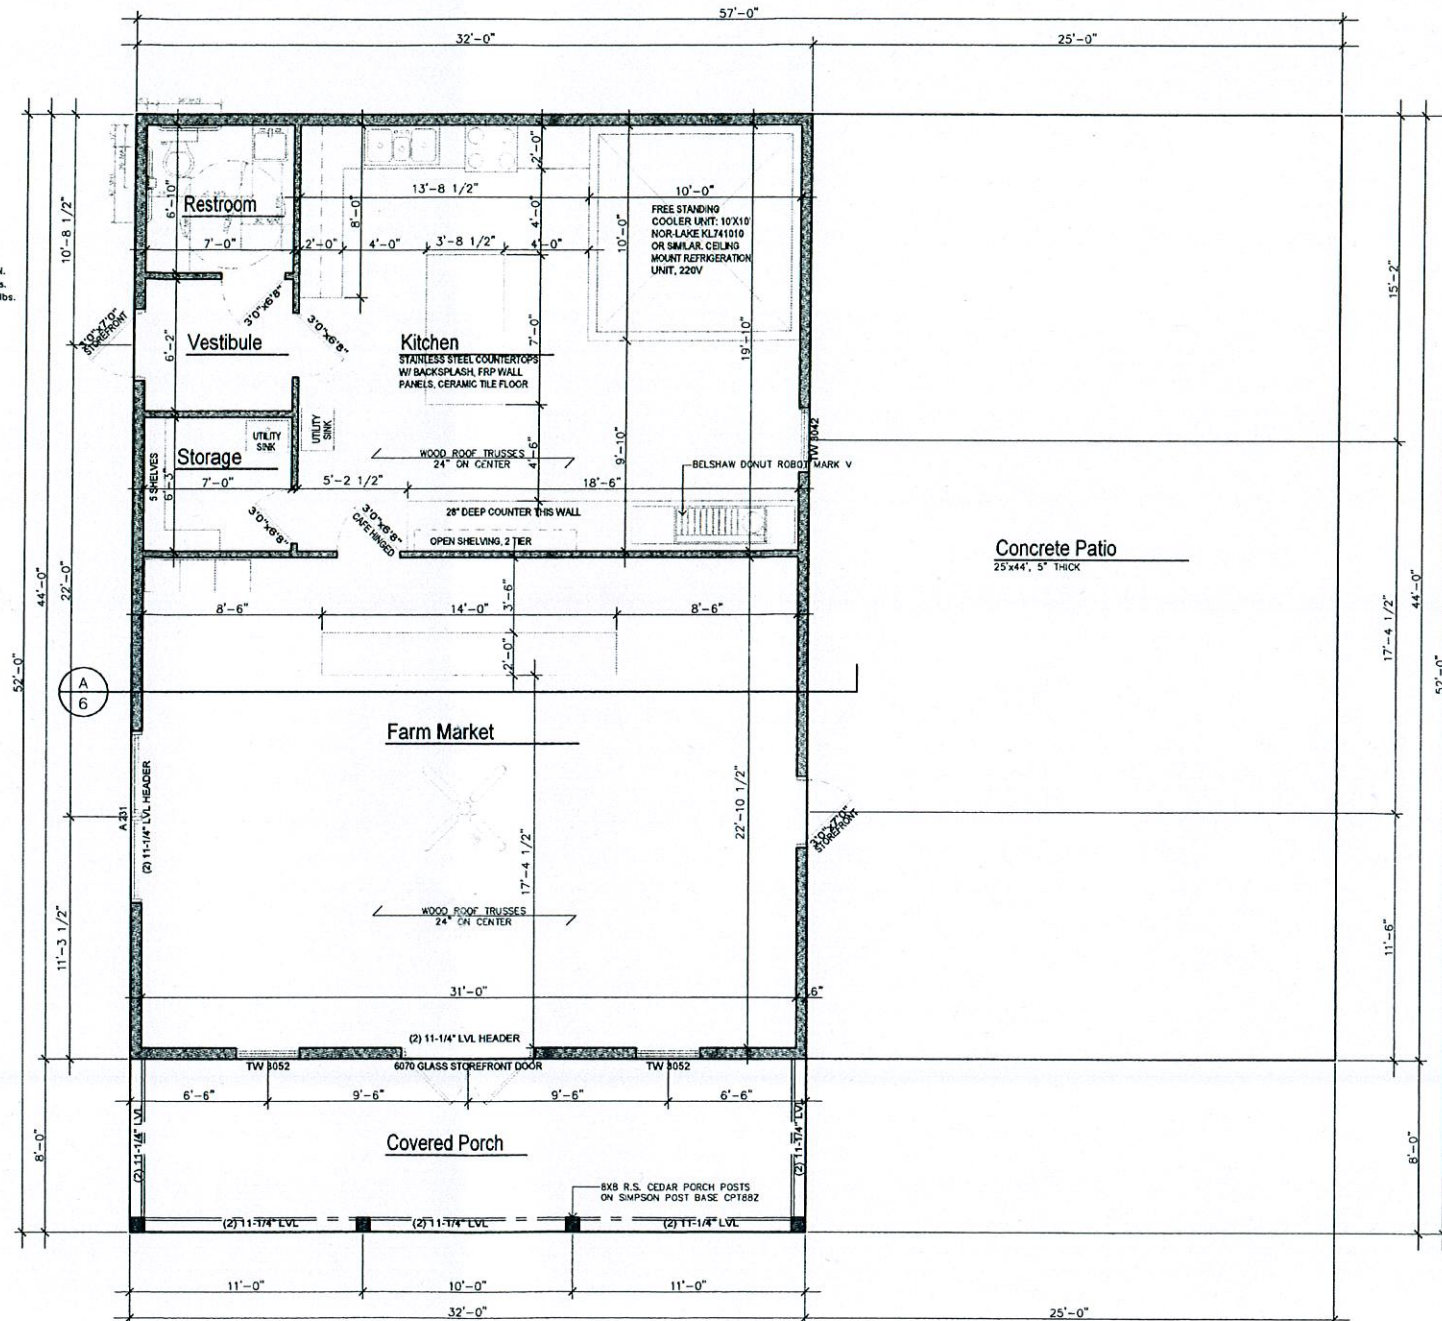 57'-0"
32'-0"
25'-0"
Restroom
6'-10"
7'-0"
13'-8 1/2"
2'-0"
8'-0"
4'-0"
2'-0"
4'-0"
3'-8 1/2"
4'-0"
10'-0"
10'-0"
FREE STANDING
COOLER UNIT: 10'X10'
NOR-LAKE KL741010
OR SIMILAR. CEILING
MOUNT REFRIGERATION
UNIT, 220V
10'-8 1/2"
15'-2"
lbs.
3'0"x7'0"
STOREFRONT
3'0"x6'8"
3'0"x6'8"
Vestibule
6'-2"
Kitchen
STAINLESS STEEL COUNTERTOPS
W/ BACKSPLASH, FRP WALL
PANELS, CERAMIC TILE FLOOR
7'-0"
19'-10"
UTILITY
SINK
UTILITY
SINK
Storage
5 SHELVES
6'-3"
7'-0"
5'-2 1/2"
WOOD ROOF TRUSSES
24" ON CENTER
4'-6"
9'-10"
18'-6"
TW 3042
BELSHAW DONUT ROBOT MARK V
3'0"x6'8"
3'0"x6'8"
CAFE HINGED
28" DEEP COUNTER THIS WALL
OPEN SHELVING, 2 TIER
Concrete Patio
25'x44', 5" THICK
52'-0"
44'-0"
22'-0"
8'-6"
14'-0"
8'-6"
3'-6"
2'-0"
17'-4 1/2"
44'-0"
52'-0"
A
6
Farm Market
A 231
(2) 11-1/4" LVL HEADER
17'-4 1/2"
22'-10 1/2"
3'0"x7'0"
STOREFRONT
WOOD ROOF TRUSSES
24" ON CENTER
11'-3 1/2"
11'-6"
31'-0"
6"
(2) 11-1/4" LVL HEADER
TW 3052
6070 GLASS STOREFRONT DOOR
TW 3052
6'-6"
9'-6"
9'-6"
6'-6"
8'-0"
(2) 11-1/4" LVL
Covered Porch
(2) 11-1/4" LVL
8'-0"
8X8 R.S. CEDAR PORCH POSTS
ON SIMPSON POST BASE CPT88Z
(2) 11-1/4" LVL
(2) 11-1/4" LVL
(2) 11-1/4" LVL
11'-0"
10'-0"
11'-0"
32'-0"
25'-0"